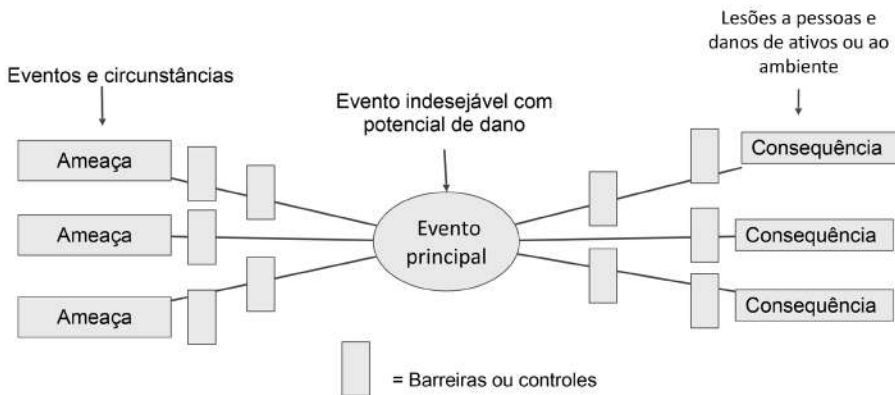 Lesões a pessoas e
danos de ativos ou ao
ambiente
Eventos e circunstâncias
Evento indesejável com
potencial de dano
Ameaça
Consequência
Ameaça
Evento
principal
Consequência
Ameaça
Consequência
= Barreiras ou controles